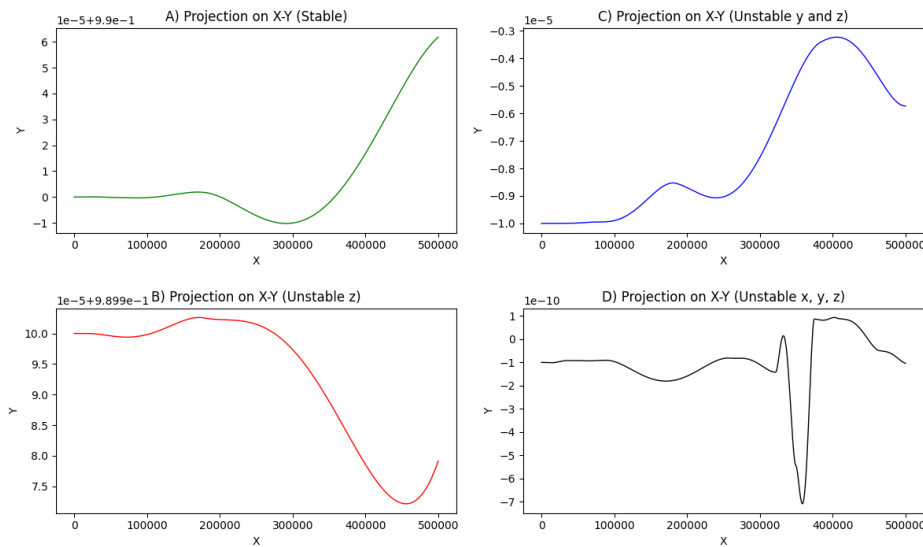 A) Projection on X-Y (Stable)
1e-5+9.9e-1
6
5
4
3
2
1
0
−1
Y
0 100000 200000 300000 400000 500000
X
C) Projection on X-Y (Unstable y and z)
1e-5
−0.3
−0.4
−0.5
−0.6
−0.7
−0.8
−0.9
−1.0
Y
0 100000 200000 300000 400000 500000
X
B) Projection on X-Y (Unstable z)
1e-5+9.899e-1
10.0
9.5
9.0
8.5
8.0
7.5
Y
0 100000 200000 300000 400000 500000
X
D) Projection on X-Y (Unstable x, y, z)
1e-10
1
0
−1
−2
−3
−4
−5
−6
−7
Y
0 100000 200000 300000 400000 500000
X